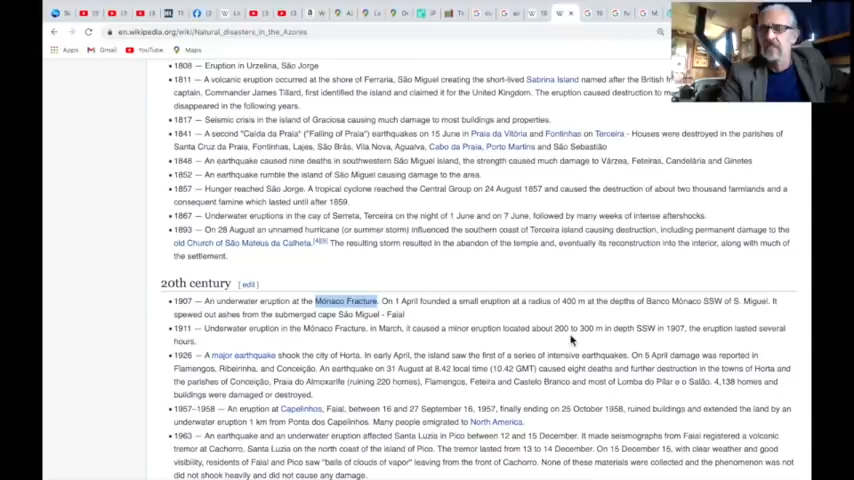 en.wikipedia.org/wiki/Natural_disasters_in_the_Azores
Apps Gmail YouTube Maps
• 1808 — Eruption in Urzelina, São Jorge
• 1811 — A volcanic eruption occurred at the shore of Ferraria, São Miguel creating the short-lived Sabrina Island named after the British
captain, Commander James Tillard, first identified the island and claimed it for the United Kingdom. The eruption caused destruction to
disappeared in the following years.
• 1817 — Seismic crisis in the island of Graciosa causing much damage to most buildings and properties.
• 1841 — A second "Caída da Praia" ("Falling of Praia") earthquakes on 15 June in Praia da Vitória and Fontinhas on Terceira - Houses were destroyed in the parishes of
Santa Cruz da Praia, Fontinhas, Lajes, São Brás, Vila Nova, Agualva, Cabo da Praia, Porto Martins and São Sebastião
• 1848 — An earthquake caused nine deaths in southwestern São Miguel island, the strength caused much damage to Várzea, Feteiras, Candelária and Ginetes
• 1852 — An earthquake rumble the island of São Miguel causing damage to the area.
• 1857 — Hunger reached São Jorge. A tropical cyclone reached the Central Group on 24 August 1857 and caused the destruction of about two thousand farmlands and a
consequent famine which lasted until after 1859.
• 1867 — Underwater eruptions in the cay of Serreta, Terceira on the night of 1 June and on 7 June, followed by many weeks of intense aftershocks.
• 1893 — On 28 August an unnamed hurricane (or summer storm) influenced the southern coast of Terceira island causing destruction, including permanent damage to the
old Church of São Mateus da Calheta.[4][5] The resulting storm resulted in the abandon of the temple and, eventually its reconstruction into the interior, along with much of
the settlement.
20th century [ edit ]
• 1907 — An underwater eruption at the Mónaco Fracture. On 1 April founded a small eruption at a radius of 400 m at the depths of Banco Mónaco SSW of S. Miguel. It
spewed out ashes from the submerged cape São Miguel - Faial
• 1911 — Underwater eruption in the Mónaco Fracture. in March, it caused a minor eruption located about 200 to 300 m in depth SSW in 1907, the eruption lasted several
hours.
• 1926 — A major earthquake shook the city of Horta. In early April, the island saw the first of a series of intensive earthquakes. On 5 April damage was reported in
Flamengos, Ribeirinha, and Conceição. An earthquake on 31 August at 8.42 local time (10.42 GMT) caused eight deaths and further destruction in the towns of Horta and
the parishes of Conceição, Praia do Almoxarife (ruining 220 homes), Flamengos, Feteira and Castelo Branco and most of Lomba do Pilar e o Salão. 4,138 homes and
buildings were damaged or destroyed.
• 1957–1958 — An eruption at Capelinhos, Faial, between 16 and 27 September 16, 1957, finally ending on 25 October 1958, ruined buildings and extended the land by an
underwater eruption 1 km from Ponta dos Capelinhos. Many people emigrated to North America.
• 1963 — An earthquake and an underwater eruption affected Santa Luzia in Pico between 12 and 15 December. It made seismographs from Faial registered a volcanic
tremor at Cachorro, Santa Luzia on the north coast of the island of Pico. The tremor lasted from 13 to 14 December. On 15 December, with clear weather and good
visibility, residents of Faial and Pico saw "balls of clouds of vapor" leaving from the front of Cachorro. None of these materials were collected and the phenomenon was not
did not shook heavily and did not cause any damage.